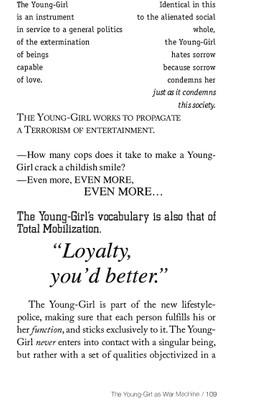 The Young-Girl
is an instrument
in service to a general politics
of the extermination
of beings
capable
of love.
Identical in this
to the alienated social
whole,
the Young-Girl
hates sorrow
because sorrow
condemns her
just as it condemns
this society.
THE YOUNG-GIRL WORKS TO PROPAGATE
A TERRORISM OF ENTERTAINMENT.
—How many cops does it take to make a Young-
Girl crack a childish smile?
—Even more, EVEN MORE,
EVEN MORE…
The Young-Girl's vocabulary is also that of
Total Mobilization.
“Loyalty,
you'd better.”
The Young-Girl is part of the new lifestyle-
police, making sure that each person fulfills his or
her function, and sticks exclusively to it. The Young-
Girl never enters into contact with a singular being,
but rather with a set of qualities objectivized in a
The Young-Girl as War Machine / 109